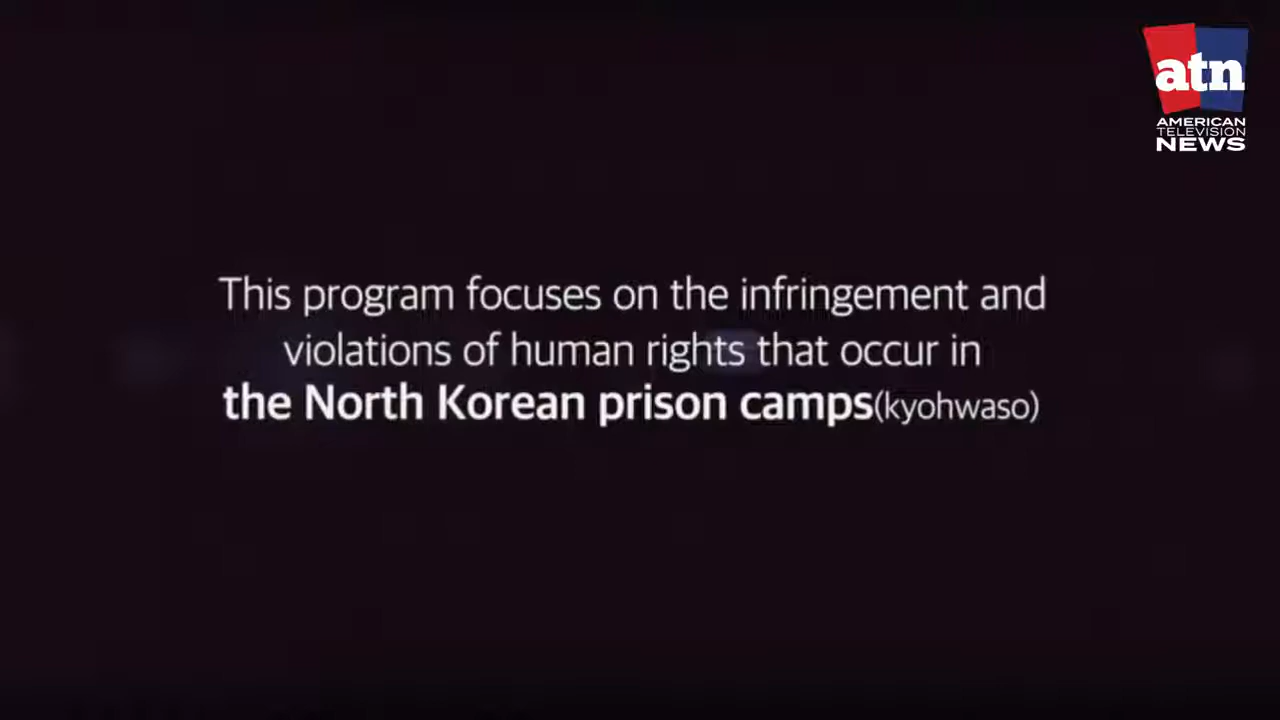 atn
AMERICAN
TELEVISION
NEWS
This program focuses on the infringement and
violations of human rights that occur in
the North Korean prison camps(kyohwaso)